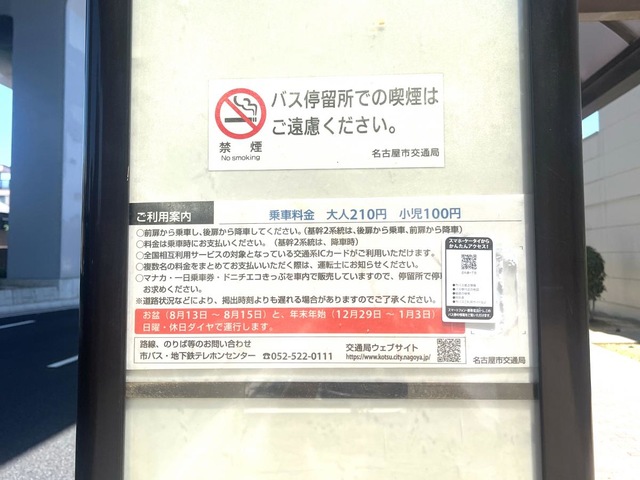 バス停留所での喫煙は
ご遠慮ください。
禁煙
No smoking
名古屋市交通局
ご利用案内
乗車料金 大人210円 小児100円
○前扉から乗車し、後扉から降車してください。(基幹2系統は、後扉から乗車、前扉から降車)
○料金は乗車時にお支払いください。(基幹2系統は、降車時)
○全国相互利用サービスの対象となっている交通系ICカードがご利用いただけます。
○複数名の料金をまとめてお支払いいただく際は、運転士にお知らせください。
○マナカ・一日乗車券・ドニチエコきっぷを車内で販売していますので、停留所で停車
お求め
※道路状況などにより、掲出時刻よりも遅れる場合がありますのでご了承ください。
お盆(8月13日~8月15日)と、年末年始(12月29日~1月3日)
日曜・休日ダイヤで運行します。
スマホ・ケータイから
かんたんアクセス!
路線、のりば等のお問い合わせ
市バス・地下鉄テレホンセンター ☎052-522-0111
交通局ウェブサイト
https://www.kotsu.city.nagoya.jp/
名古屋市交通局